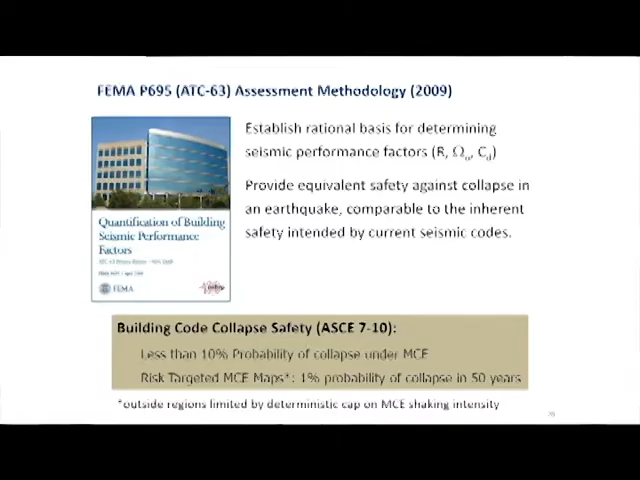 FEMA P695 (ATC-63) Assessment Methodology (2009)
Establish rational basis for determining
seismic performance factors (R, Ωo, Cd)
Provide equivalent safety against collapse in
an earthquake, comparable to the inherent
safety intended by current seismic codes.
Quantification of Building
Seismic Performance
Factors
FEMA
Building Code Collapse Safety (ASCE 7-10):
Less than 10% Probability of collapse under MCE
Risk Targeted MCE Maps*: 1% probability of collapse in 50 years
*outside regions limited by deterministic cap on MCE shaking intensity